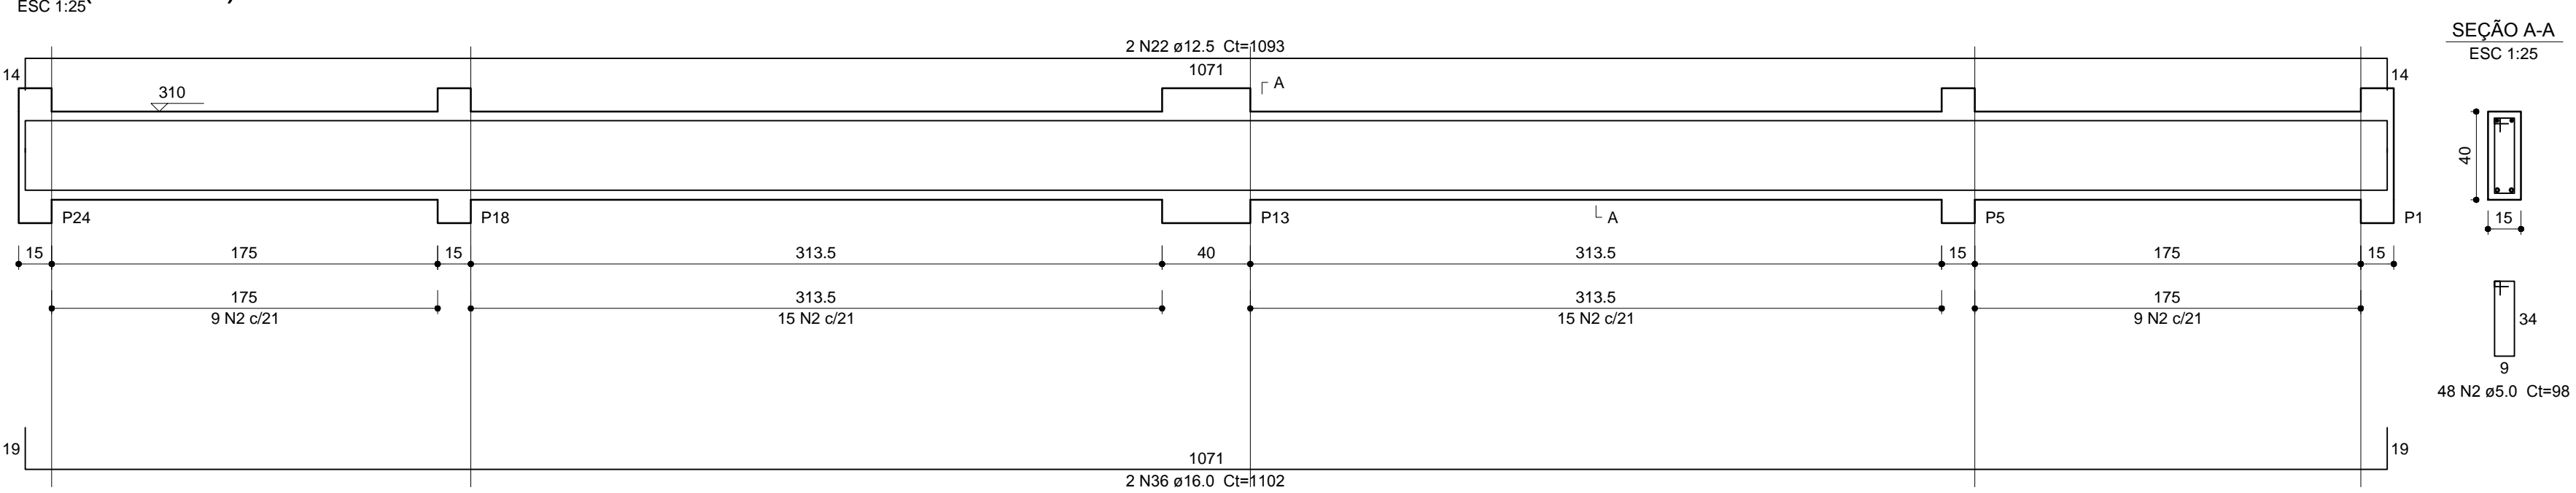 ESC 1:25
SEÇÃO A-A
ESC 1:25
2 N22 ø12.5 Ct=1093
1071
14
14
A
310
40
15
P24
P18
P13
A
P5
P1
15
175
15
313.5
40
313.5
15
175
15
175
313.5
313.5
175
9 N2 c/21
15 N2 c/21
15 N2 c/21
9 N2 c/21
34
9
48 N2 ø5.0 Ct=98
19
1071
19
2 N36 ø16.0 Ct=1102